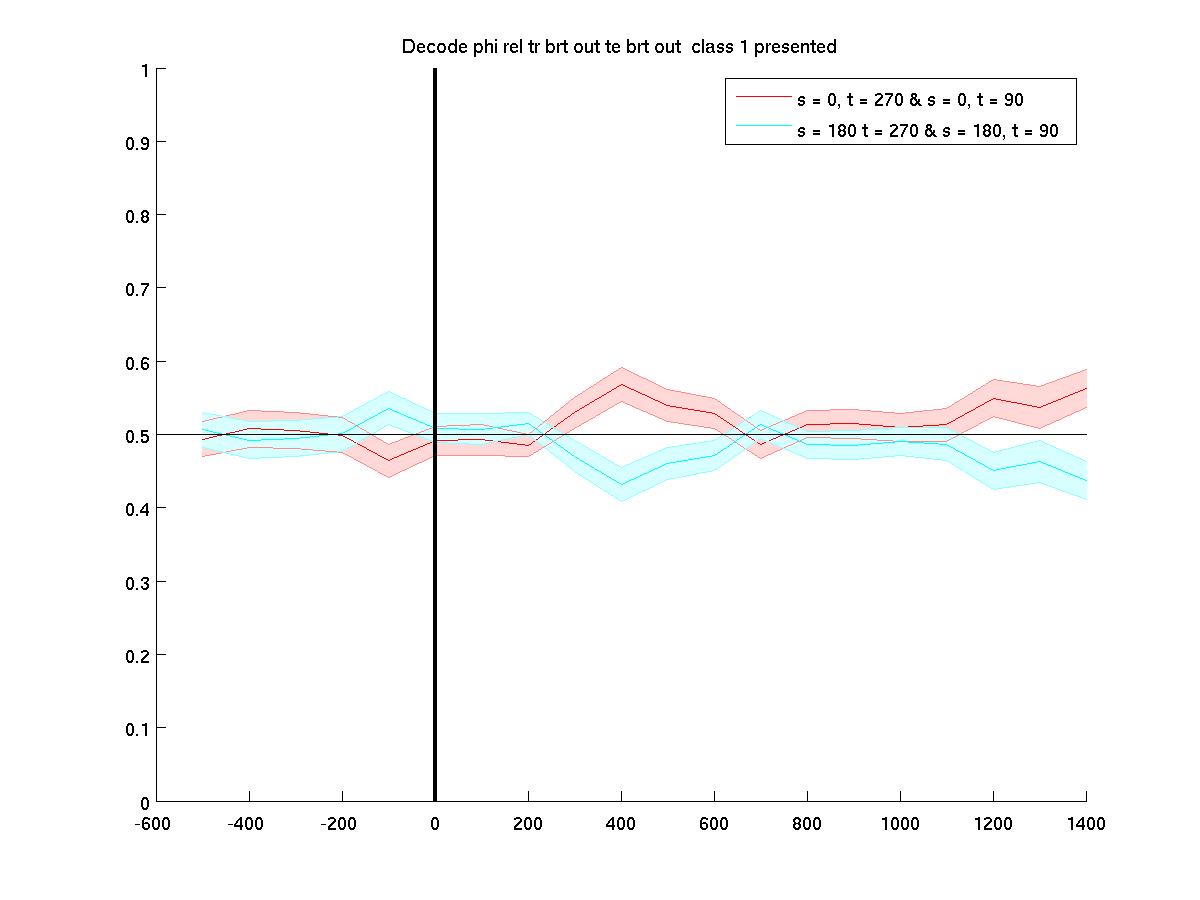 Decode phi rel tr brt out te brt out  class 1 presented
s = 0, t = 270 & s = 0, t = 90
s = 180 t = 270 & s = 180, t = 90
1
0.9
0.8
0.7
0.6
0.5
0.4
0.3
0.2
0.1
0
-600 -400 -200 0 200 400 600 800 1000 1200 1400